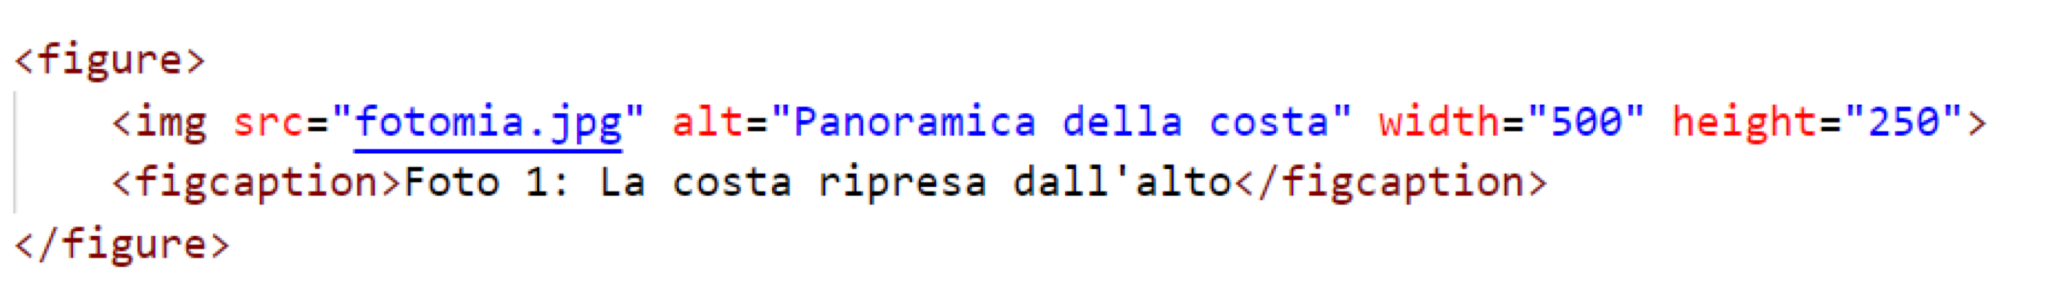 <figure>
<img src="fotomia.jpg" alt="Panoramica della costa" width="500" height="250">
<figcaption>Foto 1: La costa ripresa dall'alto</figcaption>
</figure>